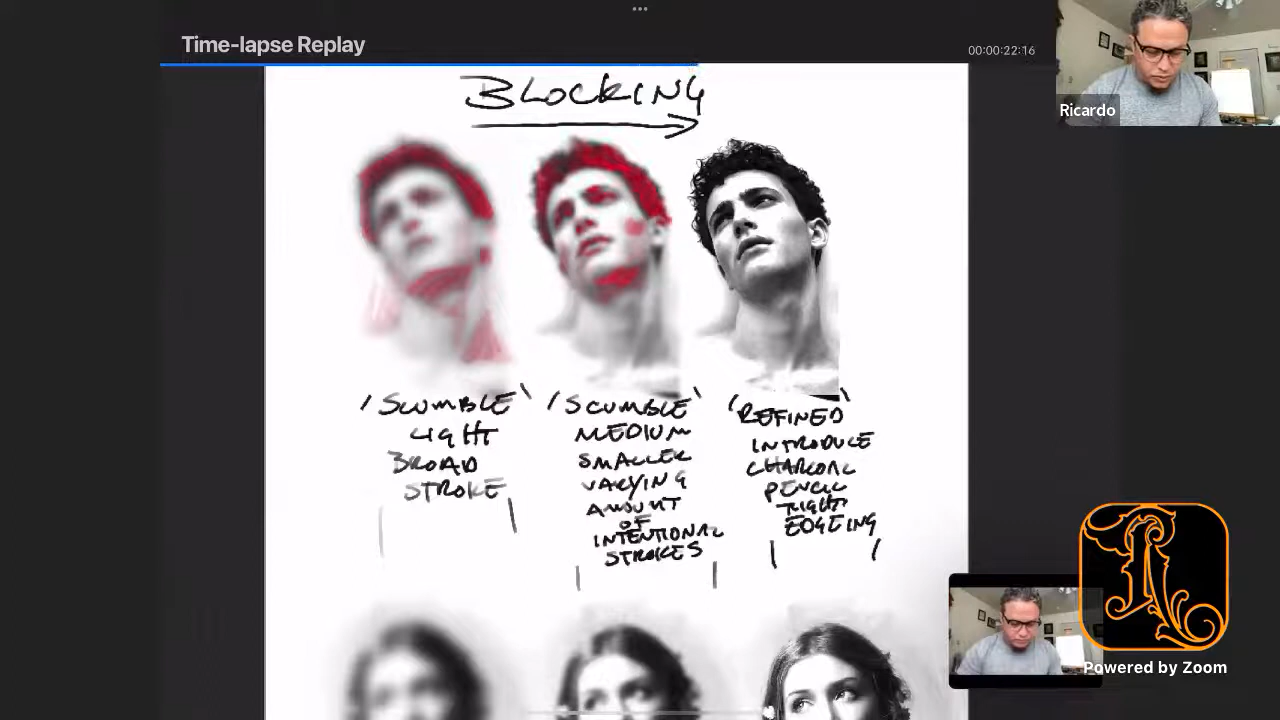 Time-lapse Replay
00:00:22:16
Ricardo
BLOCKING
SCUMBLE
LIGHT
BROAD
STROKE
SCUMBLE
MEDIUM
SMALLER
VARYING
AMOUNT
OF
INTENTIONAL
STROKES
REFINED
INTRODUCE
CHARCOAL
PENCIL
TIGHT
EDGEING
Powered by Zoom